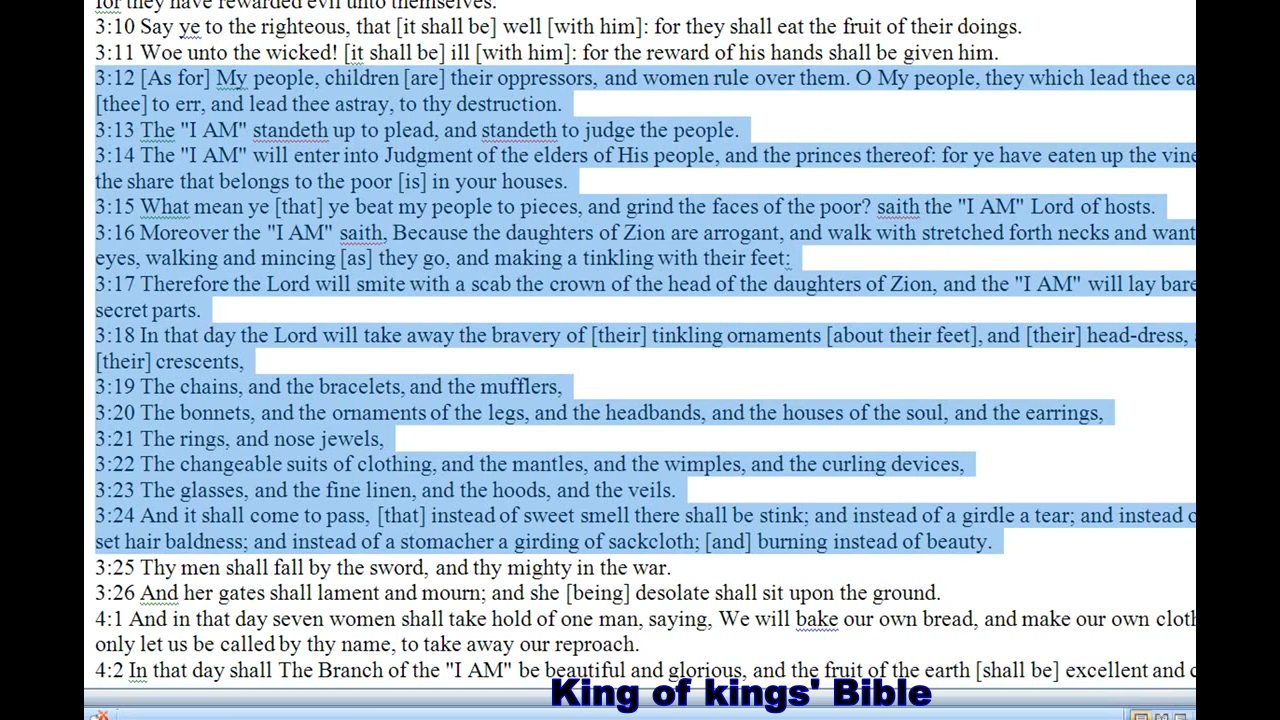 for they have rewarded evil unto themselves.
3:10 Say ye to the righteous, that [it shall be] well [with him]: for they shall eat the fruit of their doings.
3:11 Woe unto the wicked! [it shall be] ill [with him]: for the reward of his hands shall be given him.
3:12 [As for] My people, children [are] their oppressors, and women rule over them. O My people, they which lead thee ca
[thee] to err, and lead thee astray, to thy destruction.
3:13 The "I AM" standeth up to plead, and standeth to judge the people.
3:14 The "I AM" will enter into Judgment of the elders of His people, and the princes thereof: for ye have eaten up the vine
the share that belongs to the poor [is] in your houses.
3:15 What mean ye [that] ye beat my people to pieces, and grind the faces of the poor? saith the "I AM" Lord of hosts.
3:16 Moreover the "I AM" saith, Because the daughters of Zion are arrogant, and walk with stretched forth necks and want
eyes, walking and mincing [as] they go, and making a tinkling with their feet:
3:17 Therefore the Lord will smite with a scab the crown of the head of the daughters of Zion, and the "I AM" will lay bare
secret parts.
3:18 In that day the Lord will take away the bravery of [their] tinkling ornaments [about their feet], and [their] head-dress,
[their] crescents,
3:19 The chains, and the bracelets, and the mufflers,
3:20 The bonnets, and the ornaments of the legs, and the headbands, and the houses of the soul, and the earrings,
3:21 The rings, and nose jewels,
3:22 The changeable suits of clothing, and the mantles, and the wimples, and the curling devices,
3:23 The glasses, and the fine linen, and the hoods, and the veils.
3:24 And it shall come to pass, [that] instead of sweet smell there shall be stink; and instead of a girdle a tear; and instead
set hair baldness; and instead of a stomacher a girding of sackcloth; [and] burning instead of beauty.
3:25 Thy men shall fall by the sword, and thy mighty in the war.
3:26 And her gates shall lament and mourn; and she [being] desolate shall sit upon the ground.
4:1 And in that day seven women shall take hold of one man, saying, We will bake our own bread, and make our own cloth
only let us be called by thy name, to take away our reproach.
4:2 In that day shall The Branch of the "I AM" be beautiful and glorious, and the fruit of the earth [shall be] excellent and
King of kings' Bible